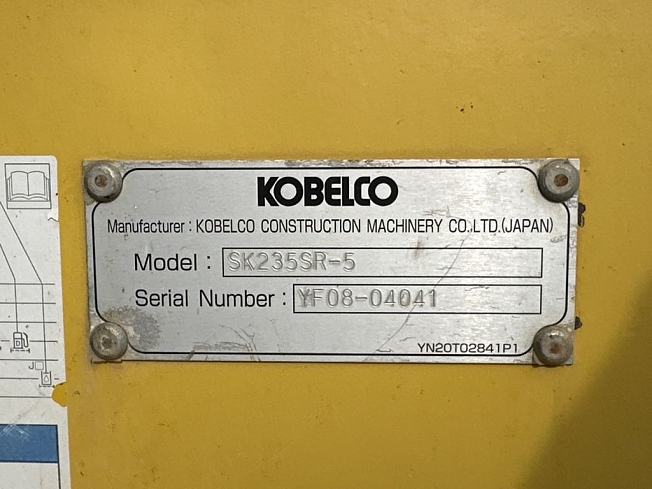 KOBELCO
Manufacturer : KOBELCO CONSTRUCTION MACHINERY CO.,LTD.(JAPAN)
Model : SK235SR-5
Serial Number : YF08-04041
YN20T02841P1
J